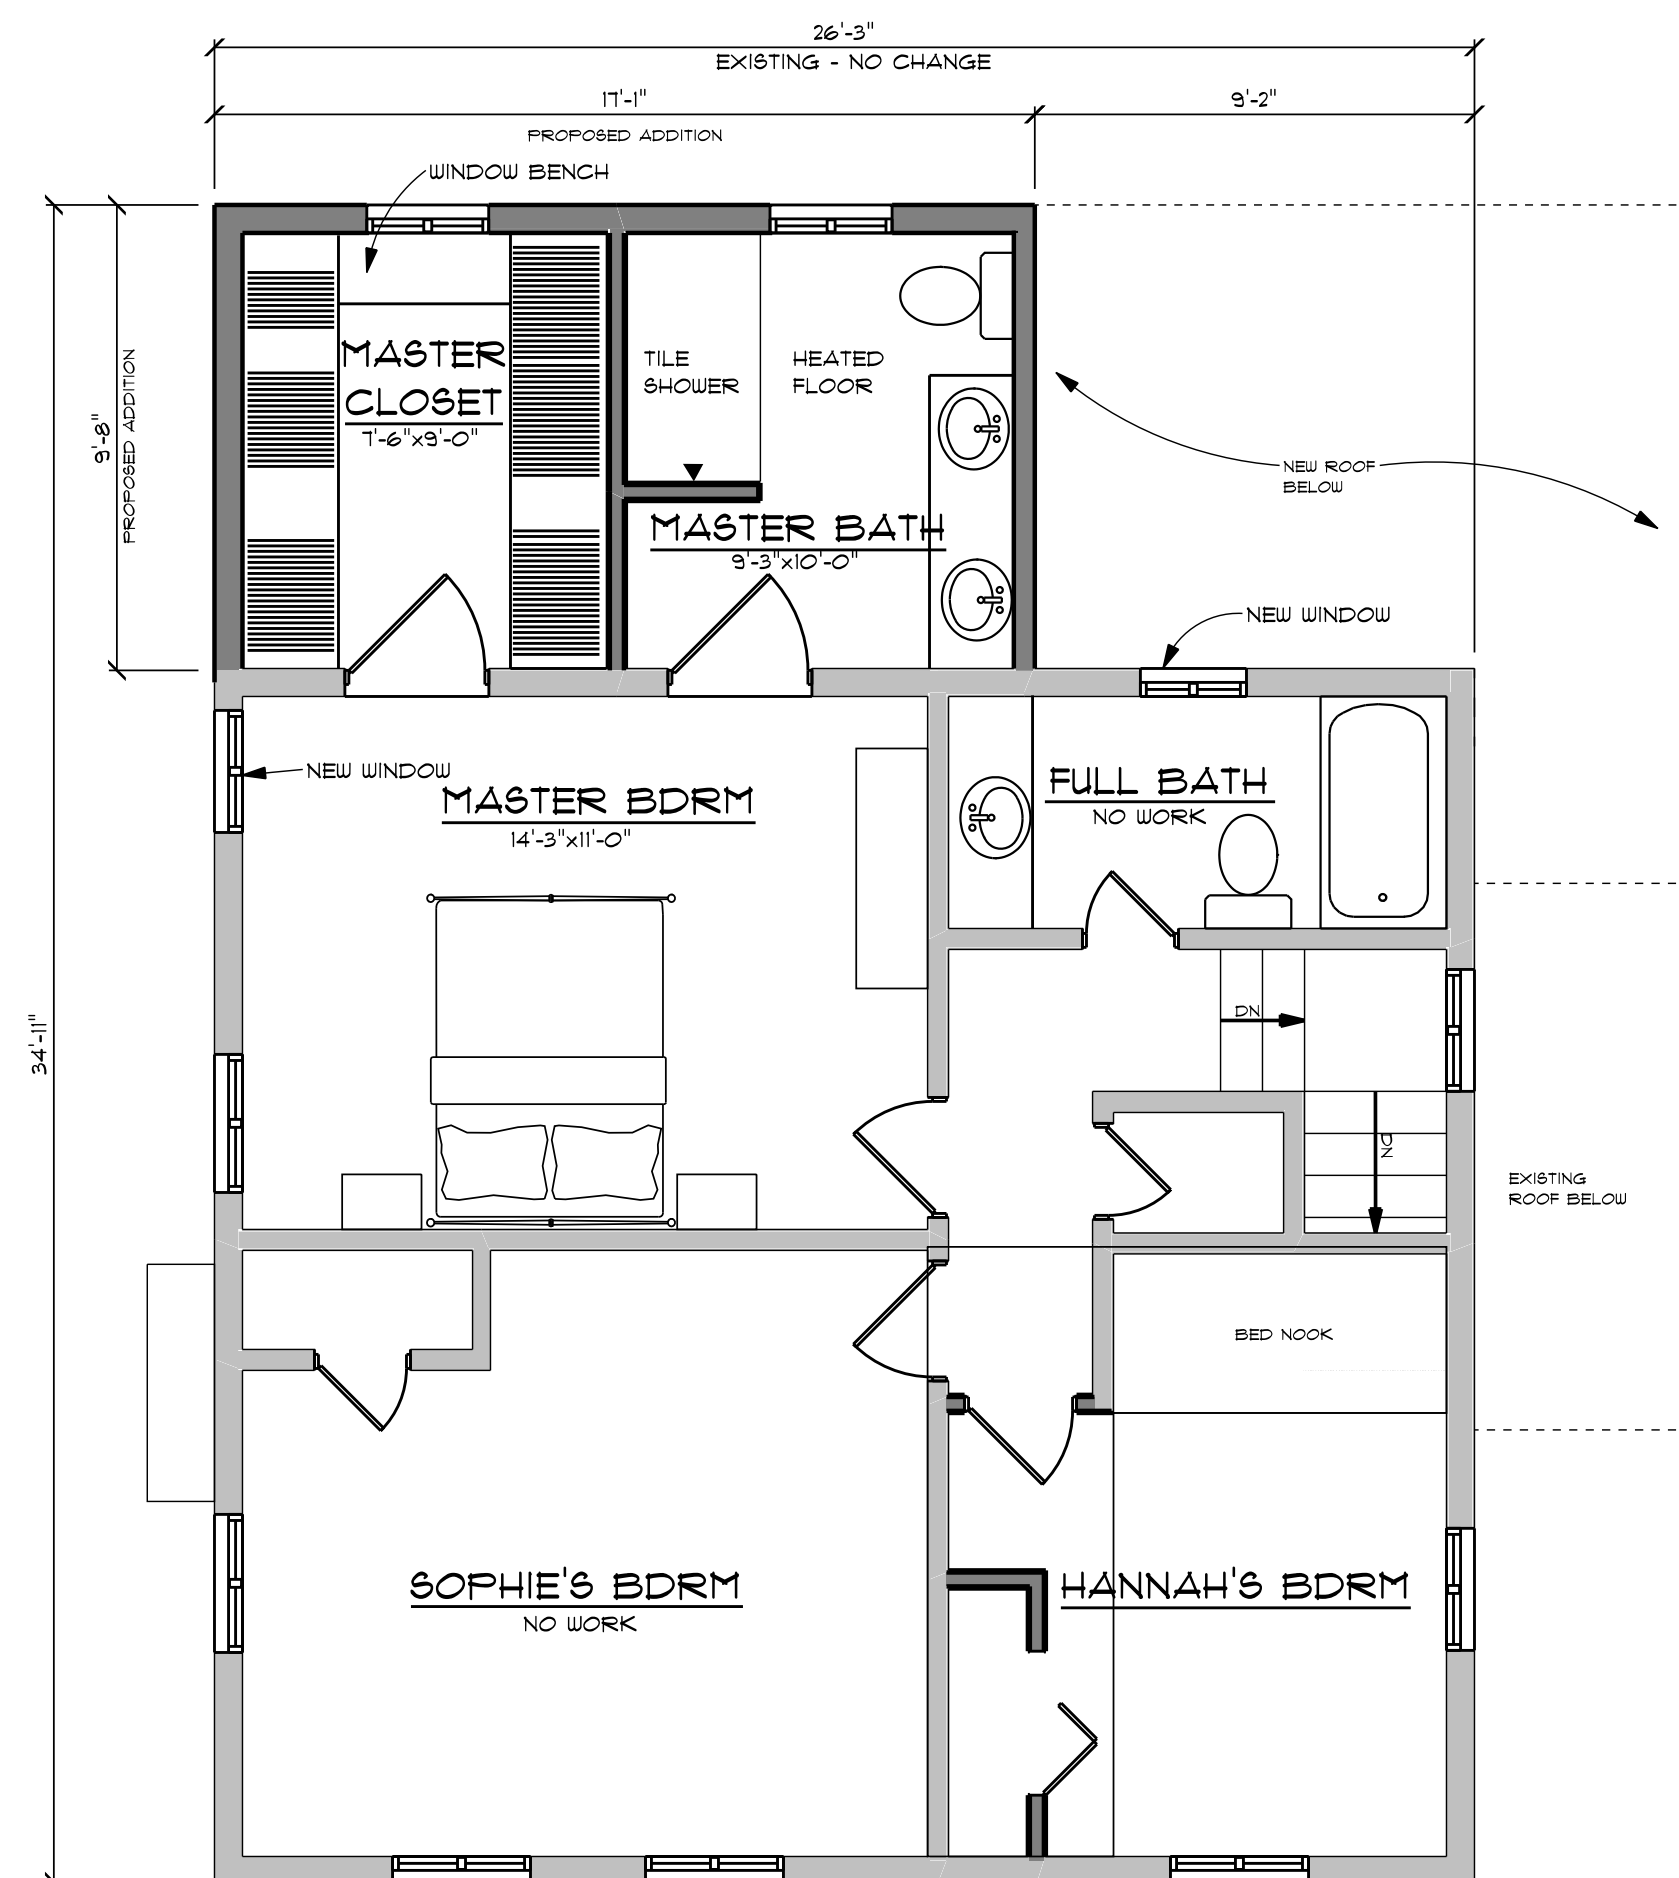 26'-3"
EXISTING - NO CHANGE
17'-1"
9'-2"
PROPOSED ADDITION
WINDOW BENCH
9'-8"
PROPOSED ADDITION
MASTER
CLOSET
7'-6"x9'-0"
TILE
SHOWER
HEATED
FLOOR
NEW ROOF
BELOW
MASTER BATH
9'-3"x10'-0"
NEW WINDOW
NEW WINDOW
MASTER BDRM
14'-3"x11'-0"
FULL BATH
NO WORK
34'-11"
DN
DN
EXISTING
ROOF BELOW
BED NOOK
SOPHIE'S BDRM
NO WORK
HANNAH'S BDRM